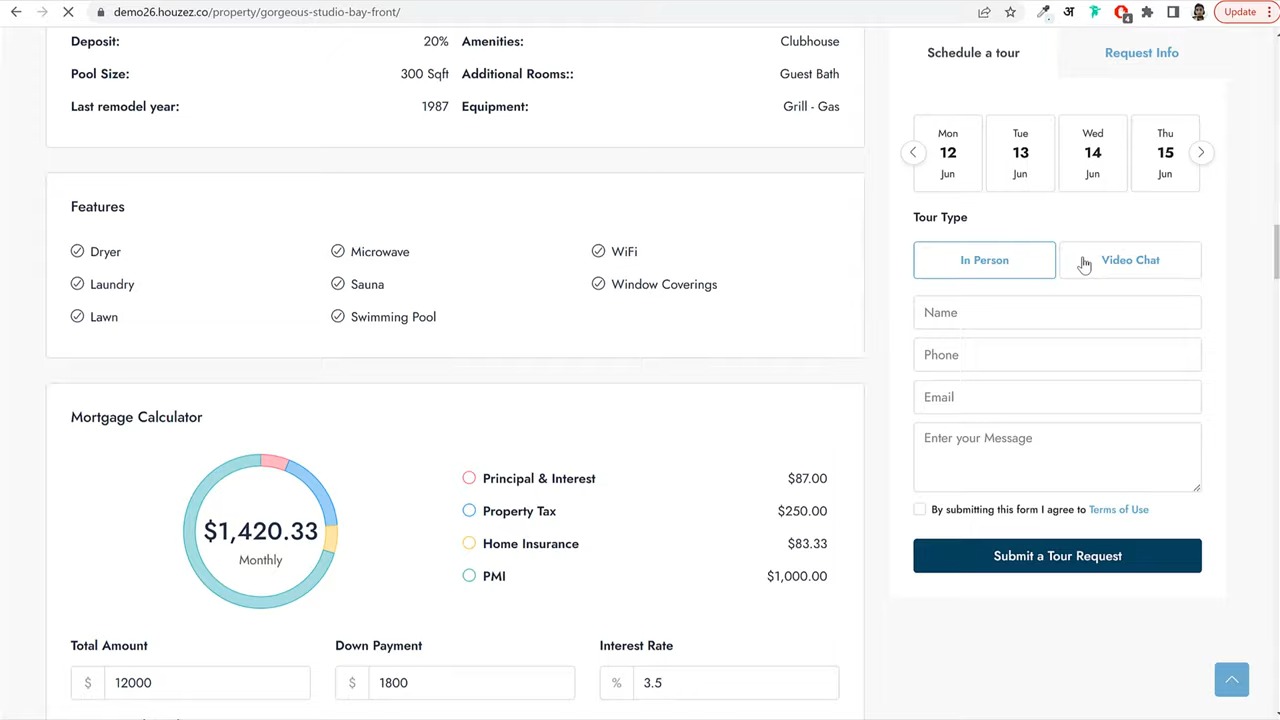 demo26.houzez.co/property/gorgeous-studio-bay-front/
अ
4
Update
Deposit: 20% Amenities: Clubhouse
Pool Size: 300 Sqft Additional Rooms:: Guest Bath
Last remodel year: 1987 Equipment: Grill - Gas
Features
Dryer Microwave WiFi
Laundry Sauna Window Coverings
Lawn Swimming Pool
Mortgage Calculator
$1,420.33
Monthly
Principal & Interest $87.00
Property Tax $250.00
Home Insurance $83.33
PMI $1,000.00
Total Amount Down Payment Interest Rate
$ 12000 $ 1800 % 3.5
Schedule a tour Request Info
Mon Tue Wed Thu
12 13 14 15
Jun Jun Jun Jun
Tour Type
In Person Video Chat
Name
Phone
Email
Enter your Message
By submitting this form I agree to Terms of Use
Submit a Tour Request